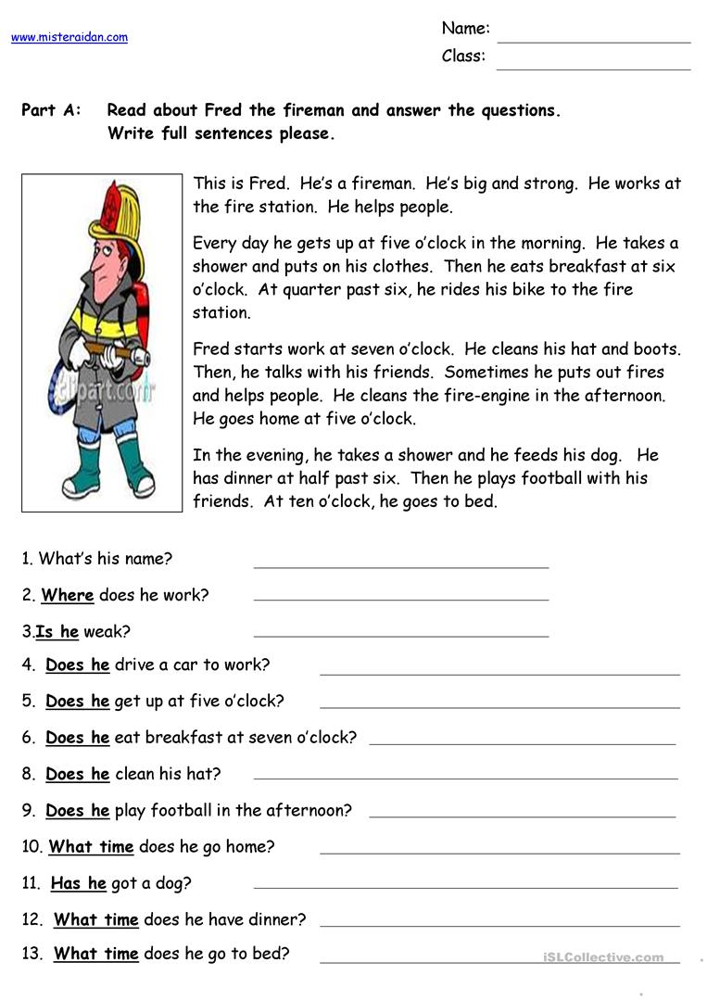 www.misteraidan.com
Name:
Class:
Part A: Read about Fred the fireman and answer the questions.
Write full sentences please.
This is Fred. He's a fireman. He's big and strong. He works at
the fire station. He helps people.
Every day he gets up at five o'clock in the morning. He takes a
shower and puts on his clothes. Then he eats breakfast at six
o'clock. At quarter past six, he rides his bike to the fire
station.
Fred starts work at seven o'clock. He cleans his hat and boots.
Then, he talks with his friends. Sometimes he puts out fires
and helps people. He cleans the fire-engine in the afternoon.
He goes home at five o'clock.
In the evening, he takes a shower and he feeds his dog. He
has dinner at half past six. Then he plays football with his
friends. At ten o'clock, he goes to bed.
clipart.com
1. What's his name?
2. Where does he work?
3.Is he weak?
4. Does he drive a car to work?
5. Does he get up at five o'clock?
6. Does he eat breakfast at seven o'clock?
8. Does he clean his hat?
9. Does he play football in the afternoon?
10. What time does he go home?
11. Has he got a dog?
12. What time does he have dinner?
13. What time does he go to bed?
iSLCollective.com